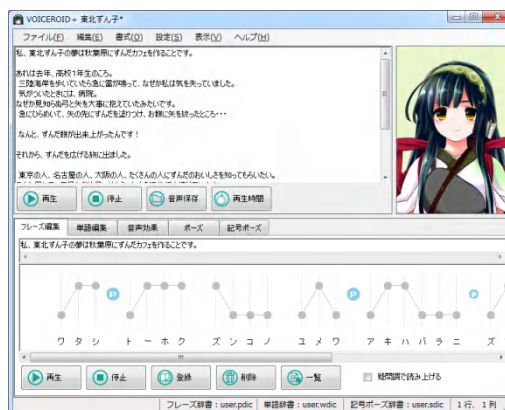 VOICEROID+ 東北ずん子*
ファイル(F) 編集(E) 書式(O) 設定(S) 表示(V) ヘルプ(H)
私、東北ずん子の夢は秋葉原にずんだカフェを作ることです。
あれは去年、高校1年生のころ。
三陸海岸を歩いていたら急に雷が鳴って、なぜか私は気を失っていました。
気がついたときには、病院。
なぜか見知らぬ弓と矢を大事に抱えていたみたいです。
急にひらめいて、矢の先にずんだを塗りつけ、お餅に矢を放ったところ・・・
なんと、ずんだ餅が出来上がったんです!
それから、ずんだを広げる旅に出ました。
東京の人、名古屋の人、大阪の人、たくさんの人にずんだのおいしさを知ってもらいたい。
再生 停止 音声保存 再生時間
フレーズ編集 単語編集 音声効果 ポーズ 記号ポーズ
私、東北ずん子の夢は秋葉原にずんだカフェを作ることです。
P P P
ワ タ シ ト ー ホ ク ズ ン コ ノ ユ メ ワ ア キ ハ バ ラ ニ ズ
再生 停止 登録 削除 一覧 疑問調で読み上げる
フレーズ辞書:user.pdic 単語辞書:user.wdic 記号ポーズ辞書:user.sdic 1行、1列